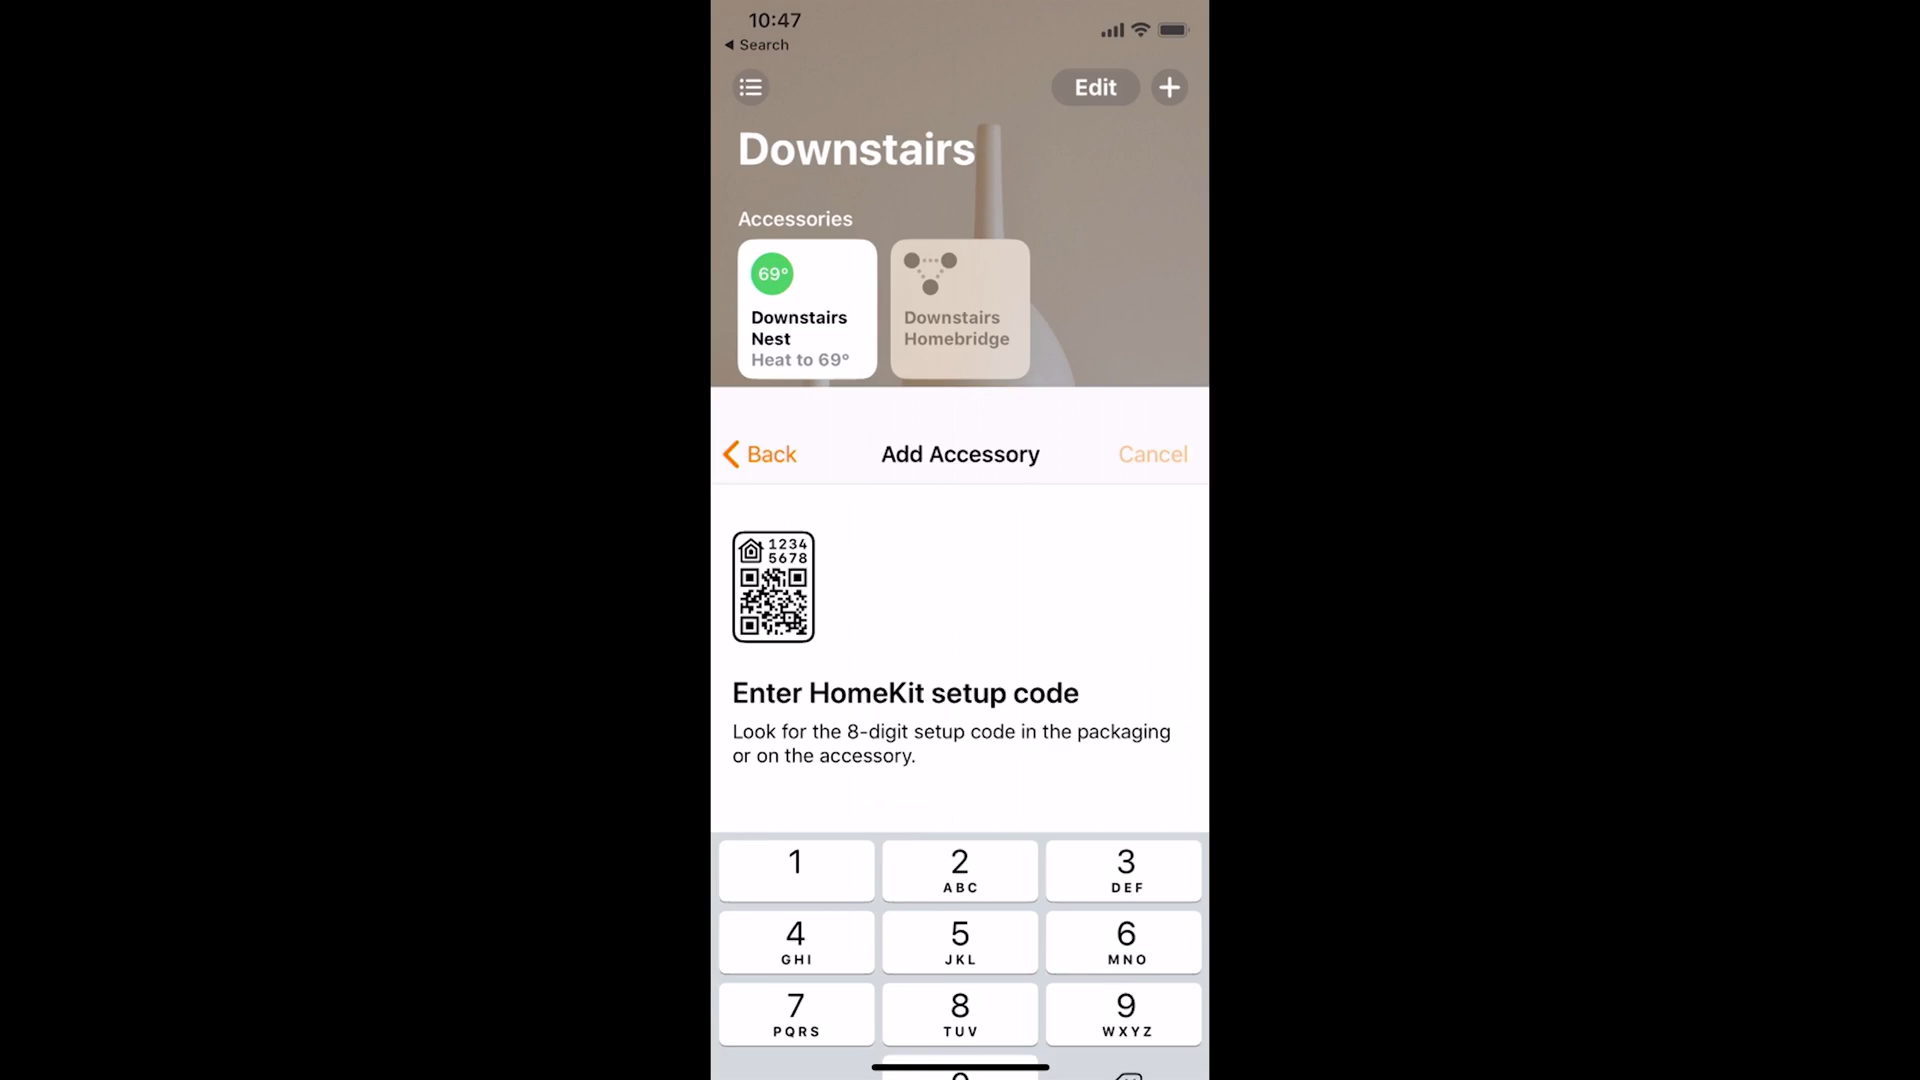 10:47
◀ Search
Edit
Downstairs
Accessories
69°
Downstairs
Nest
Heat to 69°
Downstairs
Homebridge
Back
Add Accessory
Cancel
1234
5678
Enter HomeKit setup code
Look for the 8-digit setup code in the packaging
or on the accessory.
1
2
ABC
3
DEF
4
GHI
5
JKL
6
MNO
7
PQRS
8
TUV
9
WXYZ